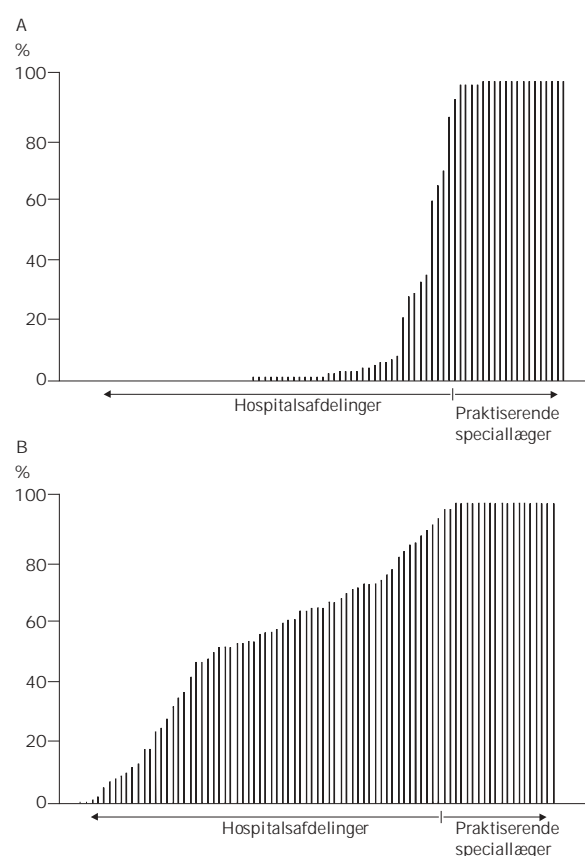 A
%
100
80
60
40
20
0
Hospitalsafdelinger
Praktiserende
speciallæger
B
%
100
80
60
40
20
0
Hospitalsafdelinger
Praktiserende
speciallæger